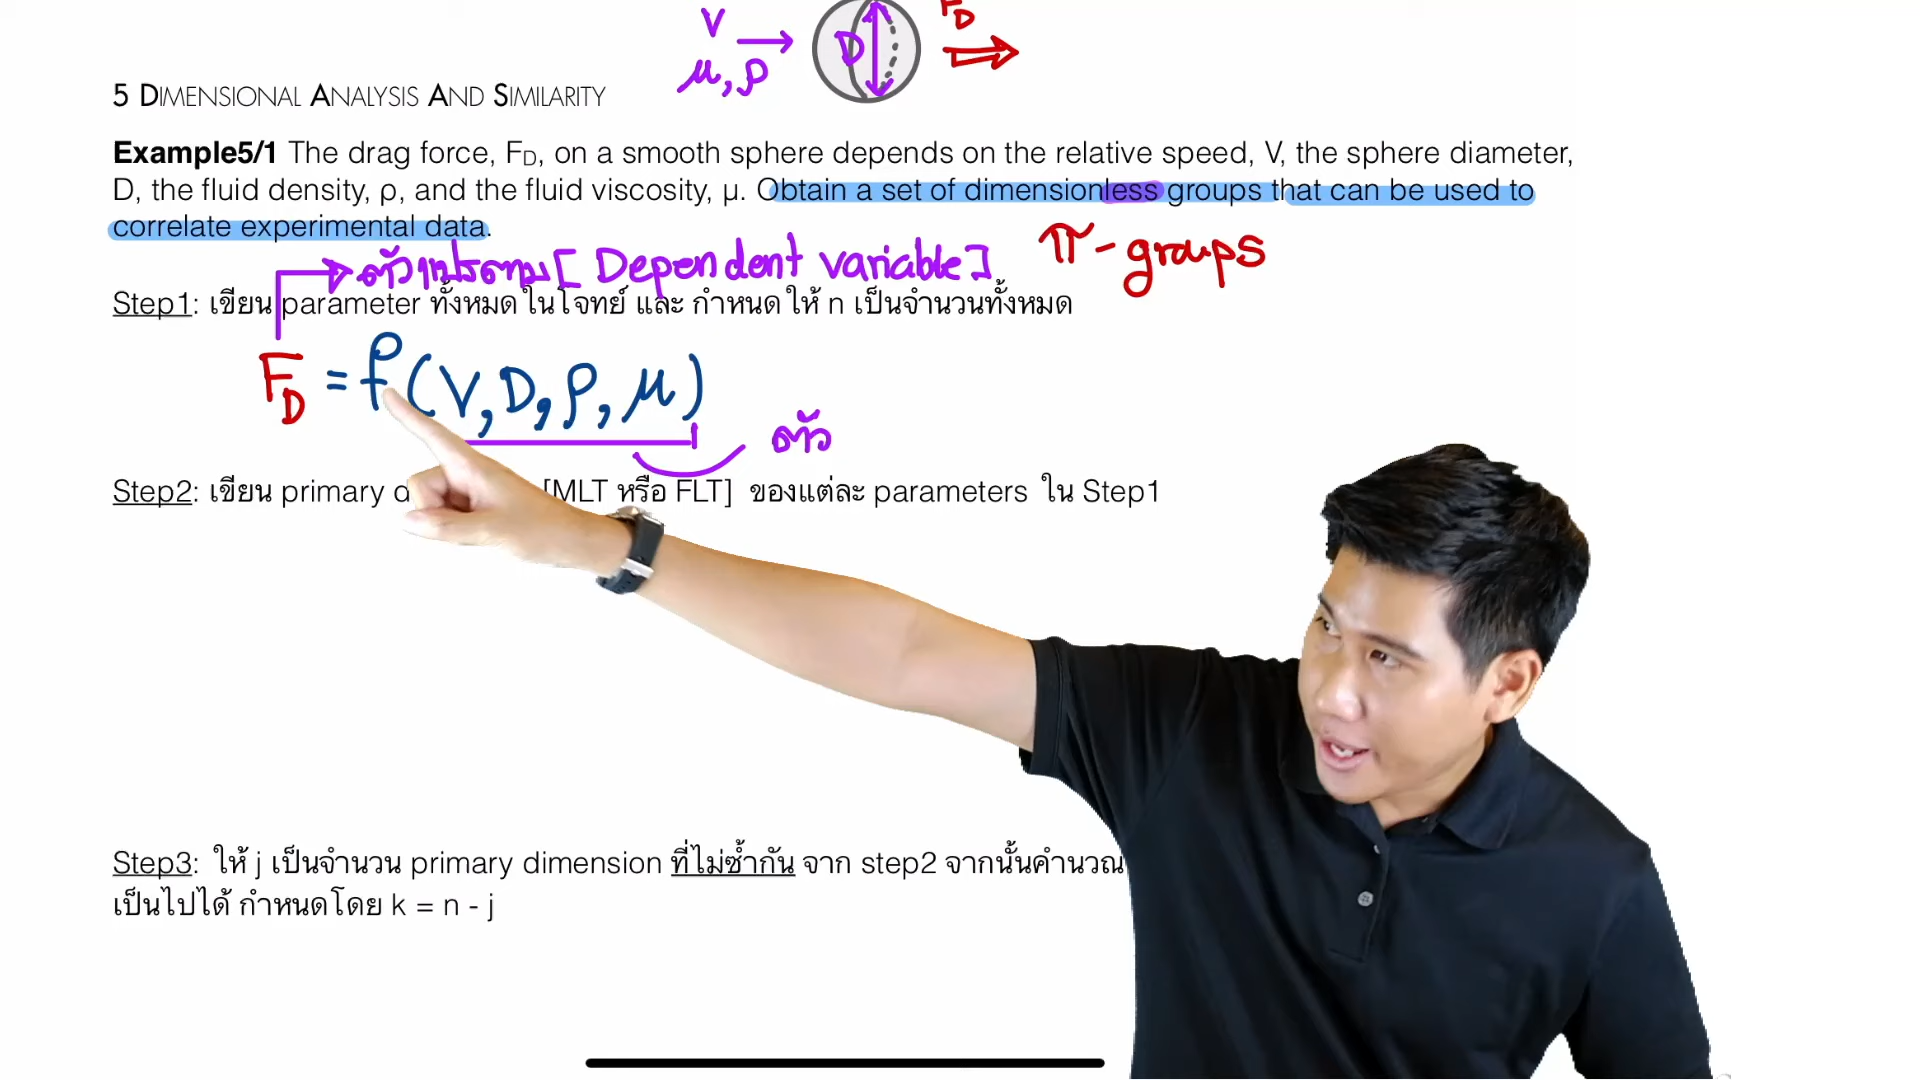 V
μ, ρ
D
F_D
5 DIMENSIONAL ANALYSIS AND SIMILARITY
Example5/1 The drag force, F_D, on a smooth sphere depends on the relative speed, V, the sphere diameter,
D, the fluid density, ρ, and the fluid viscosity, μ. Obtain a set of dimensionless groups that can be used to
correlate experimental data.
π-groups
ตัวแปรตาม [ Dependent variable ]
Step1: เขียน parameter ทั้งหมด ในโจทย์ และ กำหนด ให้ n เป็นจำนวนทั้งหมด
F_D = f (V, D, ρ, μ)
ตัว
Step2: เขียน primary [MLT หรือ FLT] ของแต่ละ parameters ใน Step1
Step3: ให้ j เป็นจำนวน primary dimension ที่ไม่ซ้ำกัน จาก step2 จากนั้นคำนวณ
เป็นไปได้ กำหนดโดย k = n - j